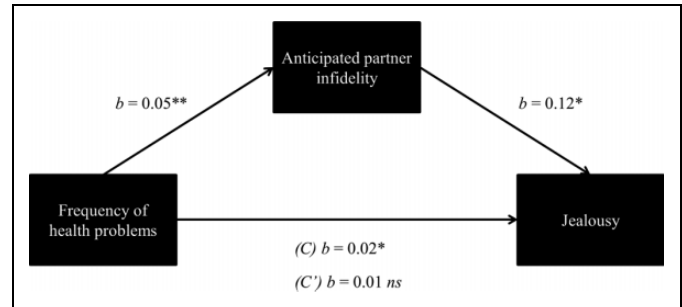 Anticipated partner
infidelity
b = 0.05**
b = 0.12*
Frequency of
health problems
Jealousy
(C) b = 0.02*
(C') b = 0.01 ns